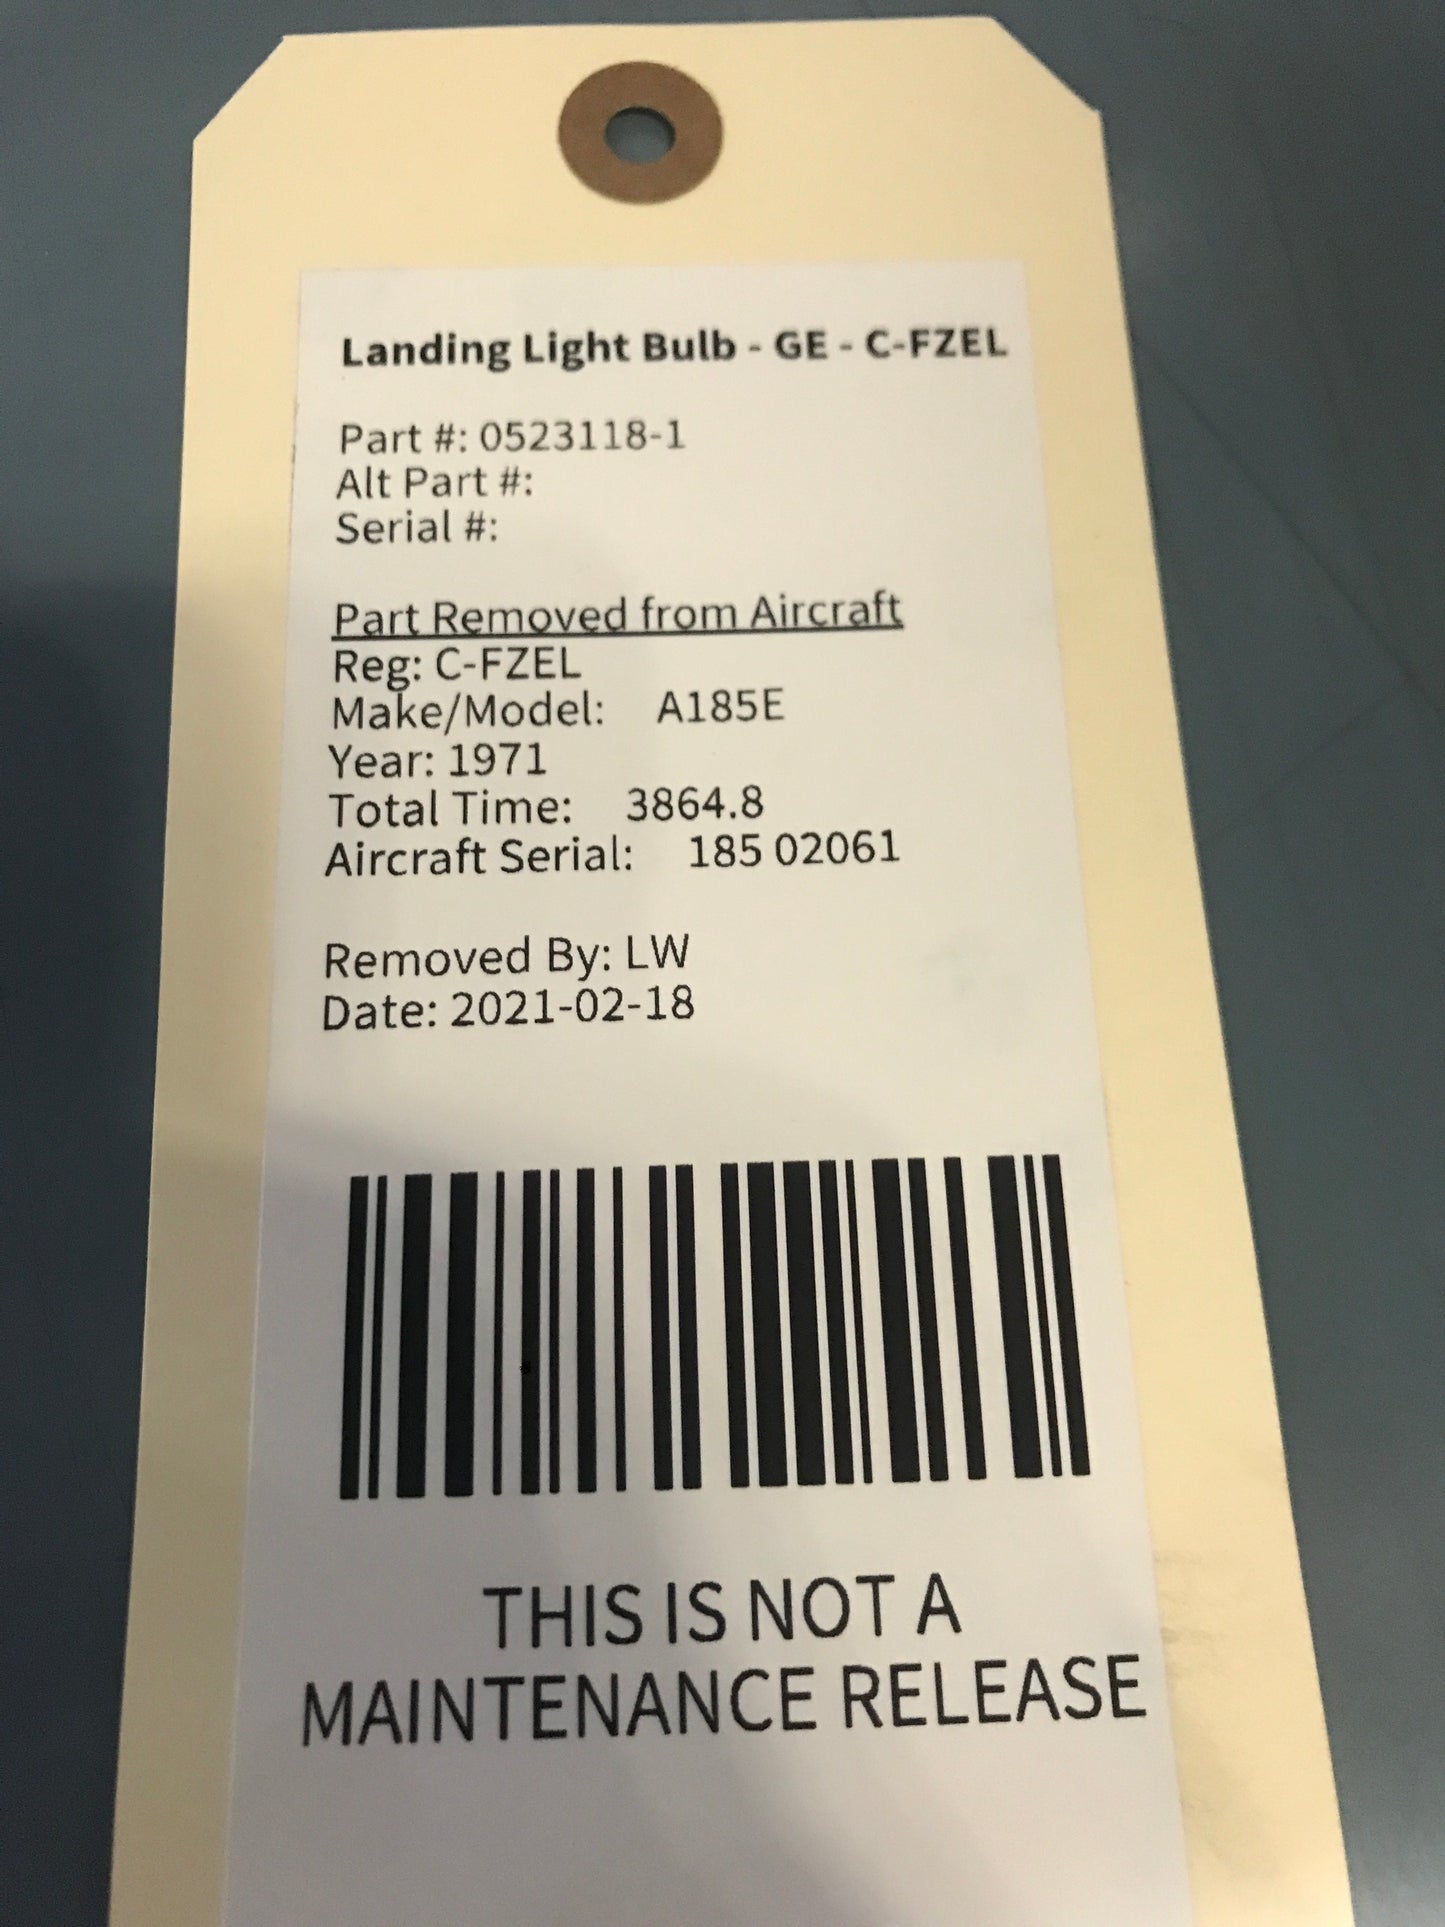 Landing Light Bulb - GE - C-FZEL
Part #: 0523118-1
Alt Part #:
Serial #:
Part Removed from Aircraft
Reg: C-FZEL
Make/Model: A185E
Year: 1971
Total Time: 3864.8
Aircraft Serial: 185 02061
Removed By: LW
Date: 2021-02-18
THIS IS NOT A
MAINTENANCE RELEASE